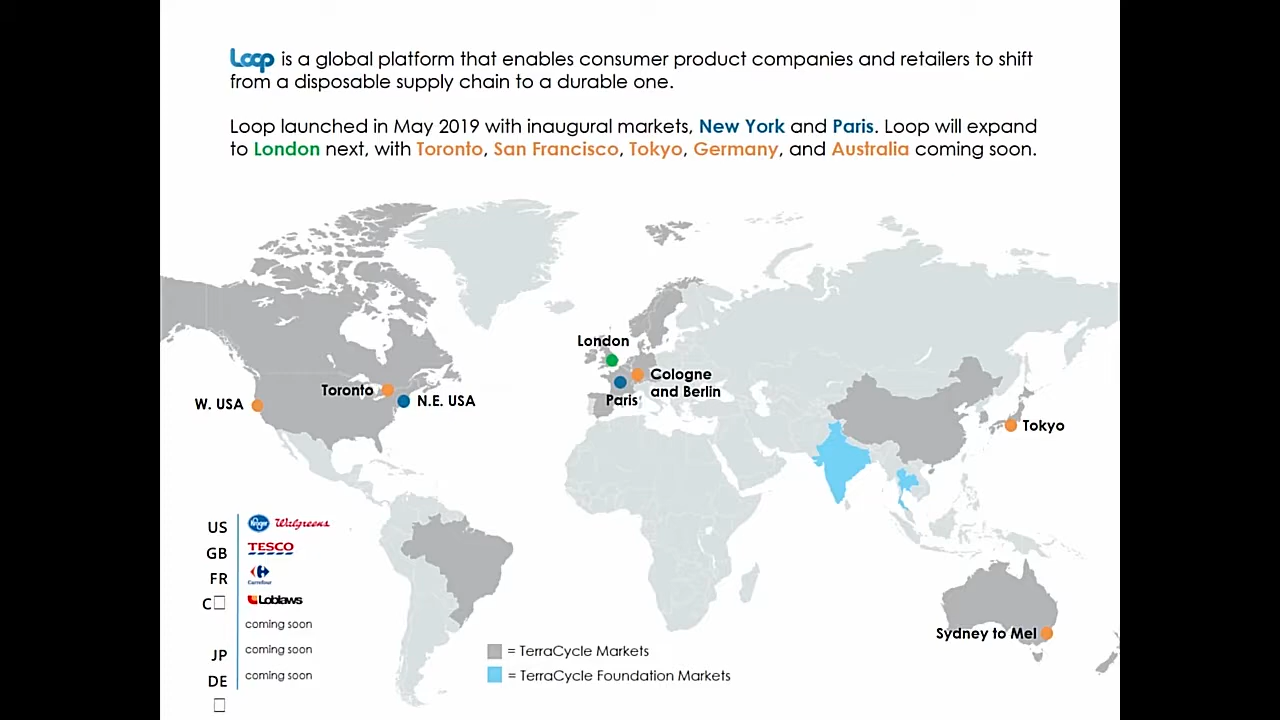 Loop is a global platform that enables consumer product companies and retailers to shift
from a disposable supply chain to a durable one.
Loop launched in May 2019 with inaugural markets, New York and Paris. Loop will expand
to London next, with Toronto, San Francisco, Tokyo, Germany, and Australia coming soon.
London
Cologne
and Berlin
Paris
Toronto
N.E. USA
W. USA
Tokyo
Sydney to Mel
US Kroger Walgreens
GB TESCO
FR Carrefour
C□ Loblaws
coming soon
JP coming soon
DE coming soon
□
= TerraCycle Markets
= TerraCycle Foundation Markets